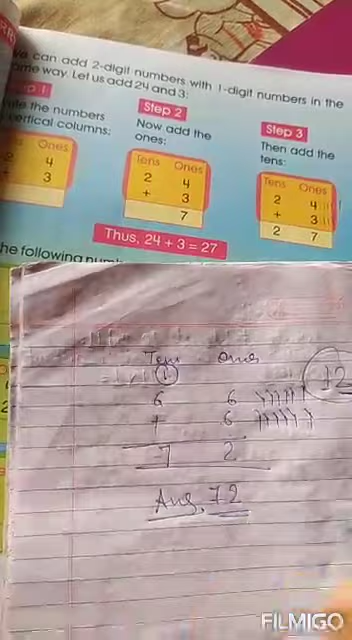 we can add 2-digit numbers with 1-digit numbers in the
same way. Let us add 24 and 3:
Step 2
Step 3
the numbers
vertical columns;
Now add the
ones:
Then add the
tens:
Ones
2 4
+ 3
Tens Ones
2 4
+ 3
7
Tens Ones
2 4
+ 3
2 7
Thus, 24 + 3 = 27
he following
Tens Ones
1
6 6
6
7 2
12
Ans. 72
FILMIGO